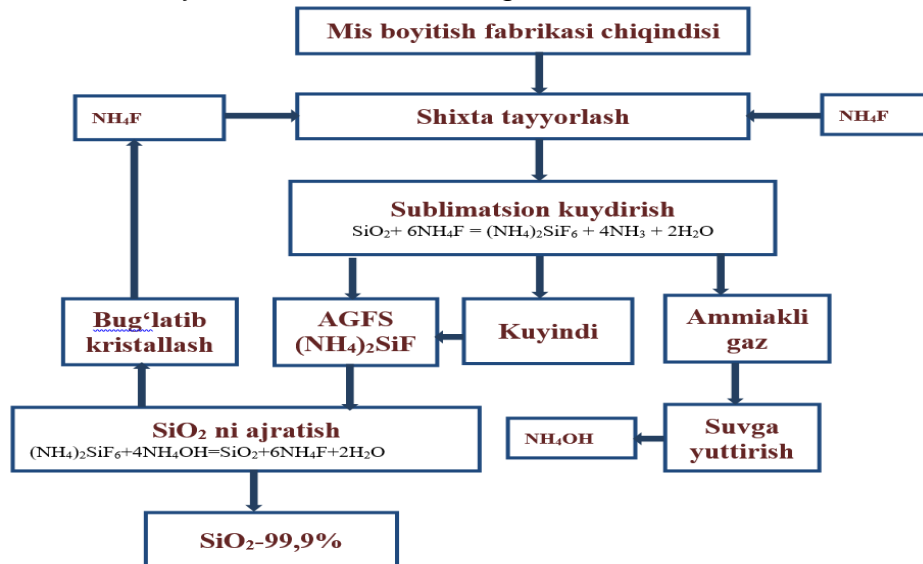 Mis boyitish fabrikasi chiqindisi
NH₄F
Shixta tayyorlash
NH₄F
Sublimatsion kuydirish
SiO₂+ 6NH₄F = (NH₄)₂SiF₆ + 4NH₃ + 2H₂O
Bug‘latib
kristallash
AGFS
(NH₄)₂SiF
Kuyindi
Ammiakli
gaz
SiO₂ ni ajratish
(NH₄)₂SiF₆+4NH₄OH=SiO₂+6NH₄F+2H₂O
NH₄OH
Suvga
yuttirish
SiO₂-99,9%